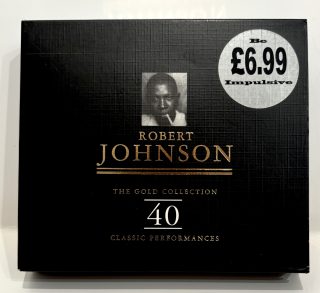 Be
£6.99
Impulsive
ROBERT
JOHNSON
THE GOLD COLLECTION
40
CLASSIC PERFORMANCES